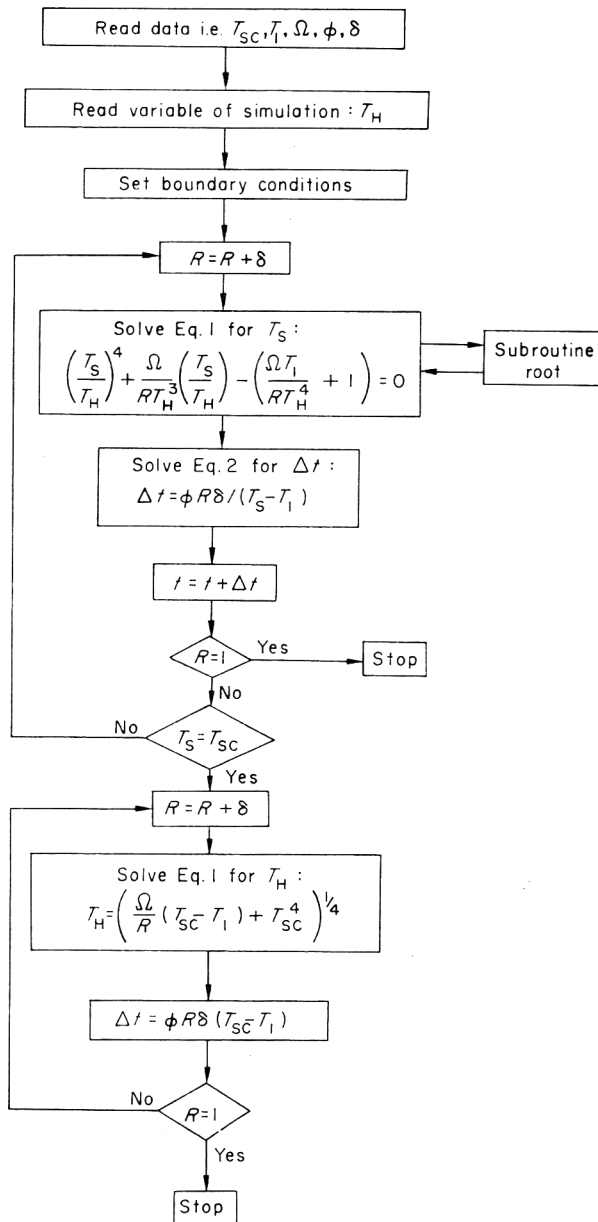 Read data i.e. T_SC, T_I, Ω, ϕ, δ
Read variable of simulation : T_H
Set boundary conditions
R = R + δ
Solve Eq. 1 for T_S :
(T_S/T_H)^4 + Ω/(RT_H^3) (T_S/T_H) − (ΩT_I/(RT_H^4) + 1) = 0
Subroutine
root
Solve Eq. 2 for Δt :
Δt = ϕRδ/(T_S − T_I)
t = t + Δt
R = 1
Yes
Stop
No
No
T_S = T_SC
Yes
R = R + δ
Solve Eq. 1 for T_H :
T_H = (Ω/R (T_SC − T_I) + T_SC^4)^1/4
Δt = ϕRδ (T_SC − T_I)
No
R = 1
Yes
Stop